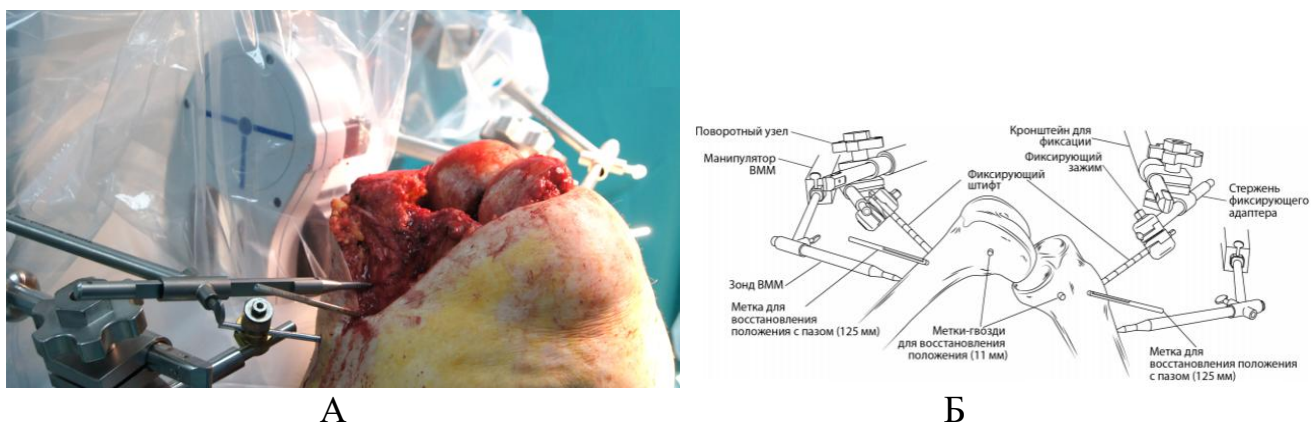 Поворотный узел
Манипулятор
ВММ
Кронштейн для
фиксации
Фиксирующий
зажим
Фиксирующий
штифт
Стержень
фиксирующего
адаптера
Зонд ВММ
Метка для
восстановления
положения с пазом (125 мм)
Метки-гвозди
для восстановления
положения (11 мм)
Метка для
восстановления положения
с пазом (125 мм)
А
Б